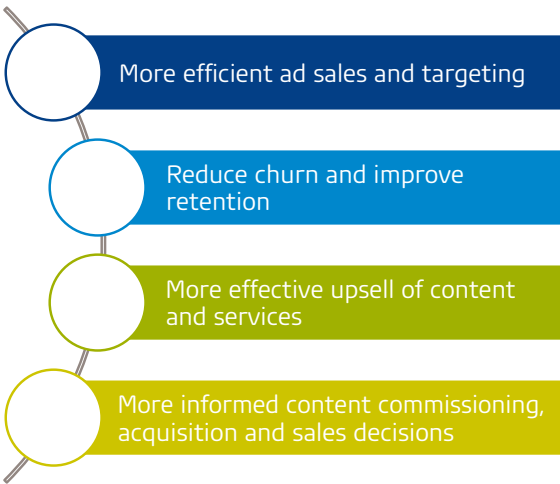 More efficient ad sales and targeting
Reduce churn and improve
retention
More effective upsell of content
and services
More informed content commissioning,
acquisition and sales decisions